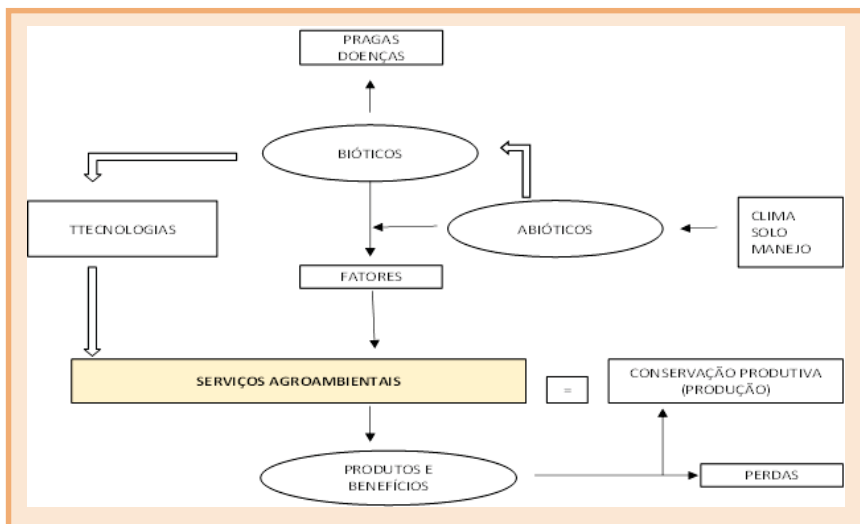 PRAGAS
DOENÇAS
BIÓTICOS
TTECNOLOGIAS
ABIÓTICOS
CLIMA
SOLO
MANEJO
FATORES
SERVIÇOS AGROAMBIENTAIS
=
CONSERVAÇÃO PRODUTIVA
(PRODUÇÃO)
PRODUTOS E
BENEFÍCIOS
PERDAS